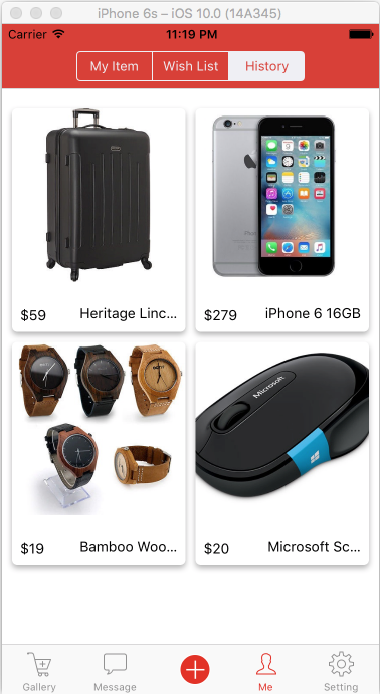 iPhone 6s – iOS 10.0 (14A345)
Carrier 11:19 PM
My Item Wish List History
$59 Heritage Linc...
$279 iPhone 6 16GB
Microsoft
$19 Bamboo Woo...
$20 Microsoft Sc...
Gallery Message Me Setting